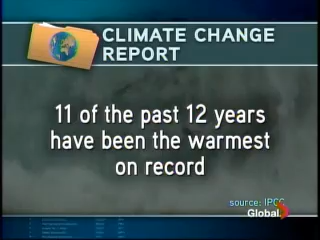 CLIMATE CHANGE
REPORT
11 of the past 12 years
have been the warmest
on record
source: IPCC
Global